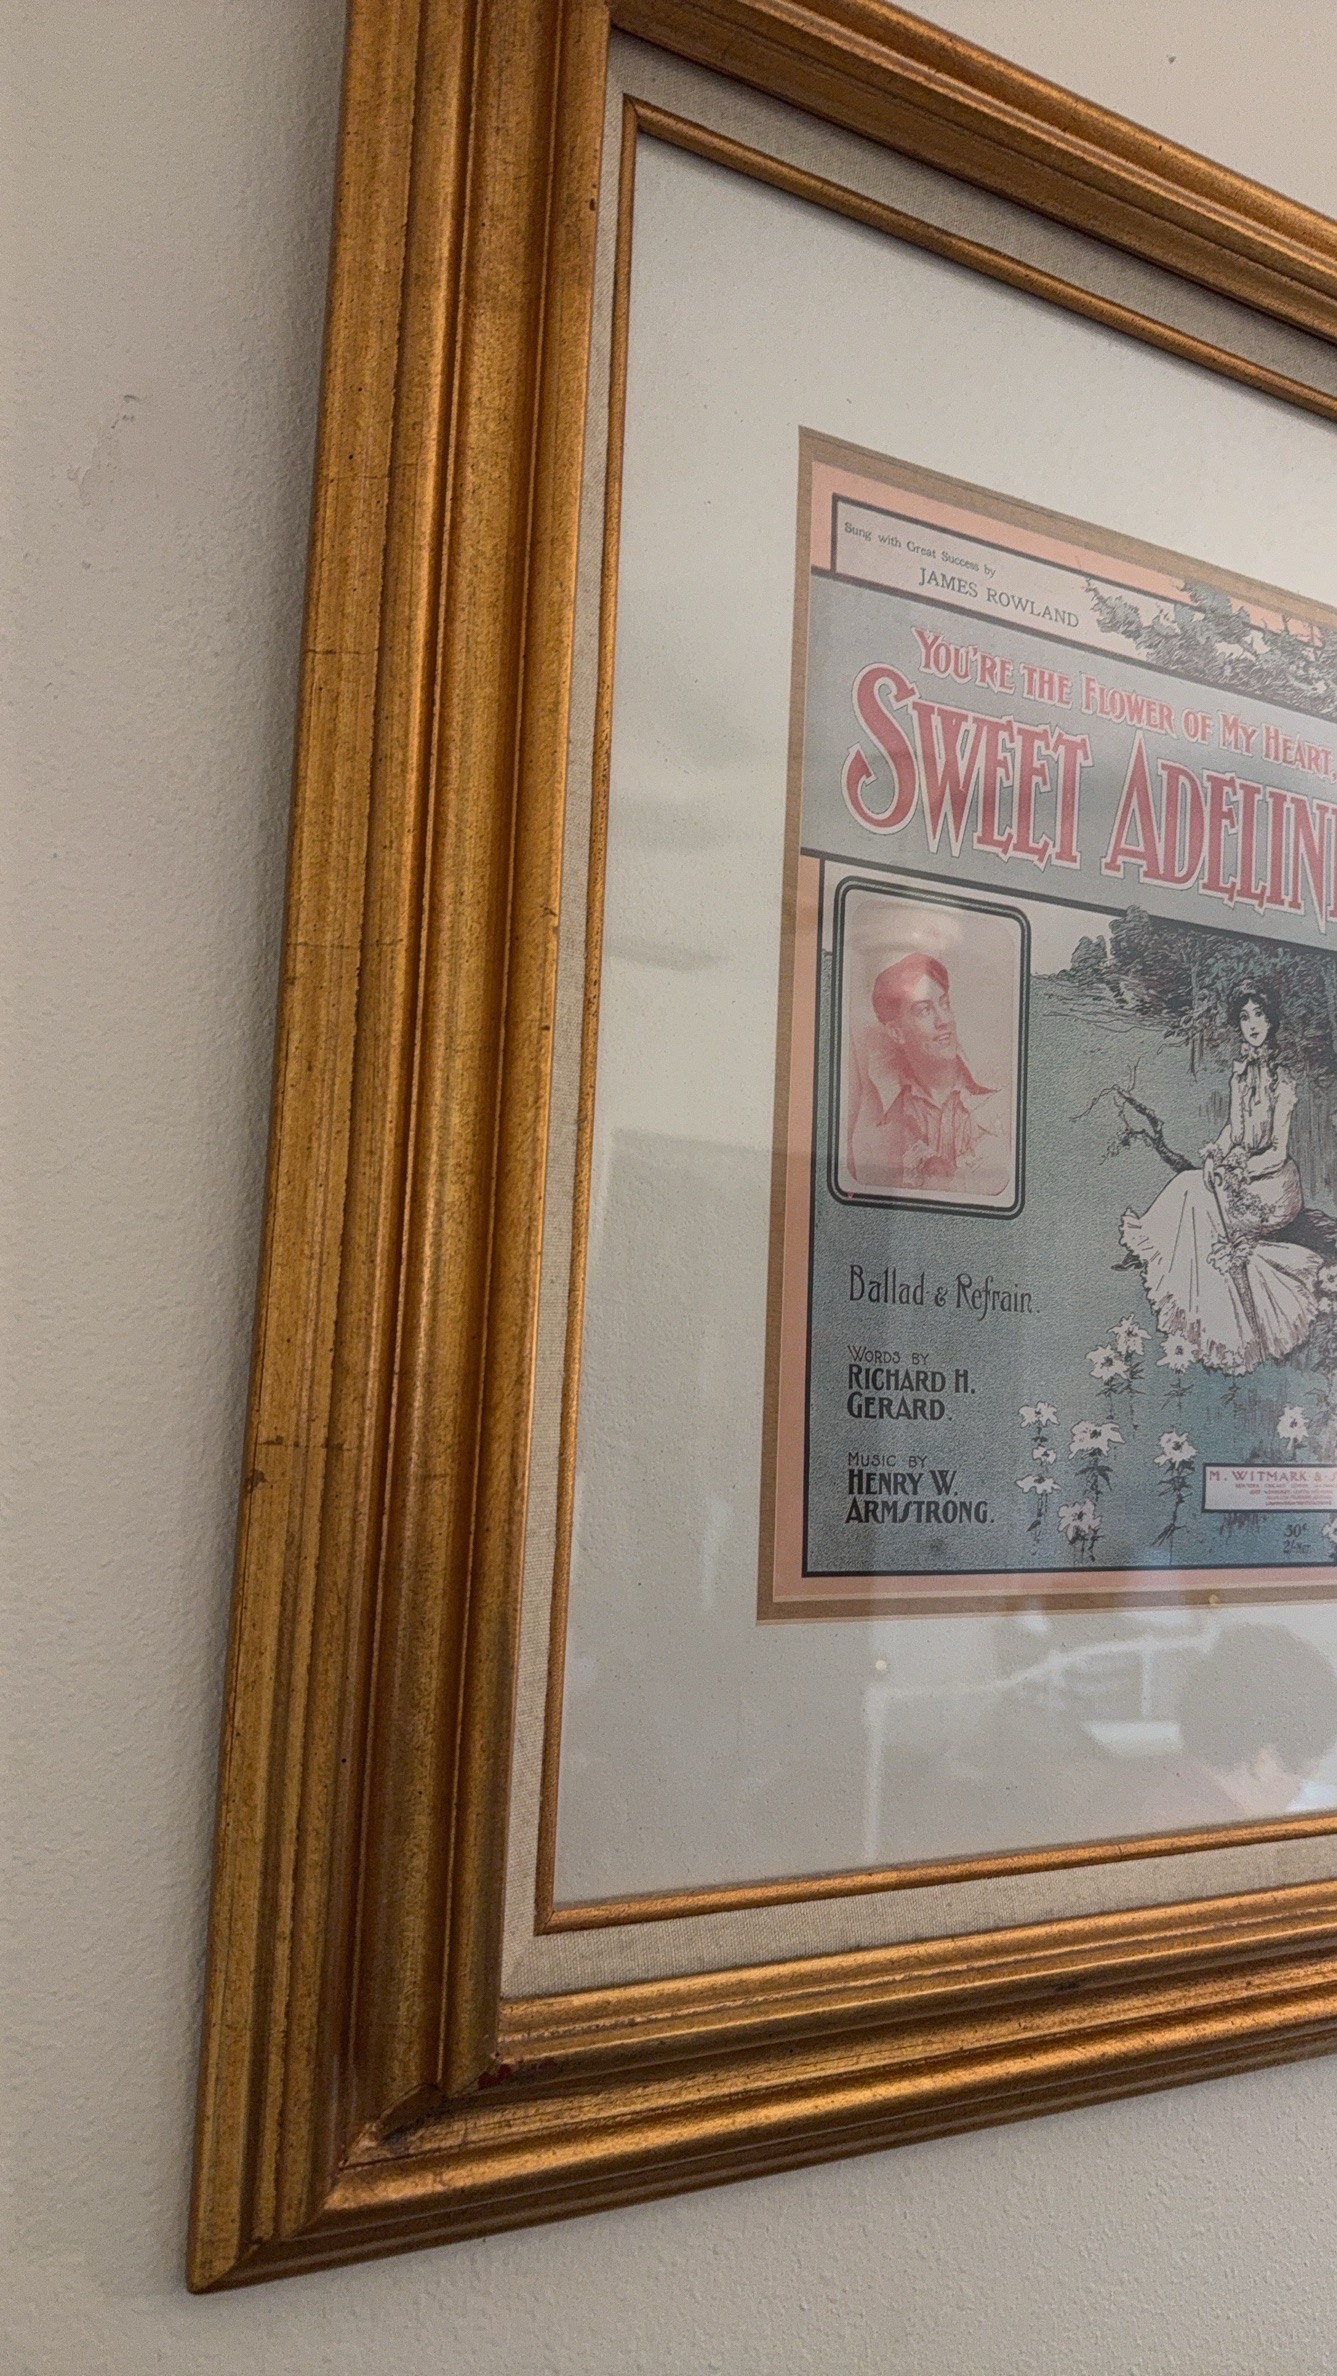 Sung with Great Success by
JAMES ROWLAND
YOU'RE THE FLOWER OF MY HEART,
SWEET ADELIN
Ballad & Refrain.
WORDS BY
RICHARD H.
GERARD.
MUSIC BY
HENRY W.
ARMSTRONG.
M. WITMARK &